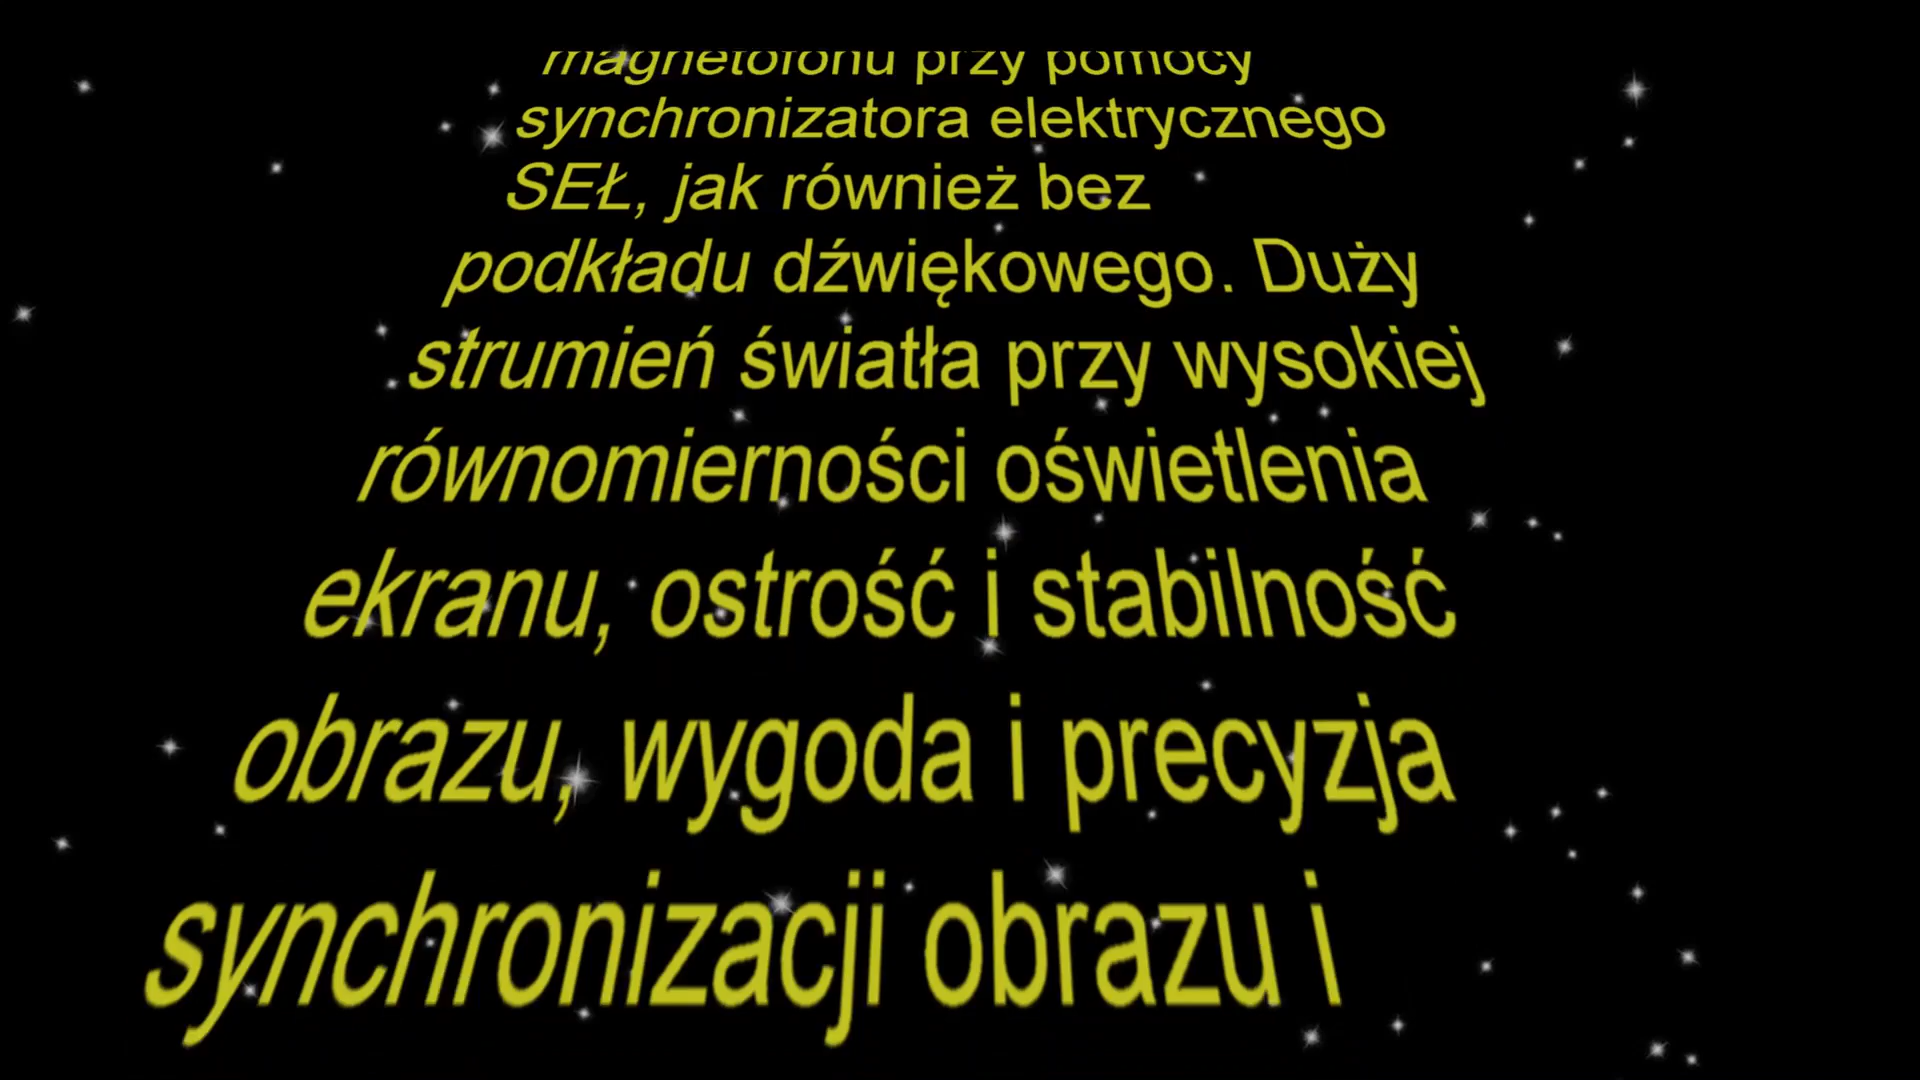 magnetofonu przy pomocy
synchronizatora elektrycznego
SEŁ, jak również bez
podkładu dźwiękowego. Duży
strumień światła przy wysokiej
równomierności oświetlenia
ekranu, ostrość i stabilność
obrazu, wygoda i precyzja
synchronizacji obrazu i